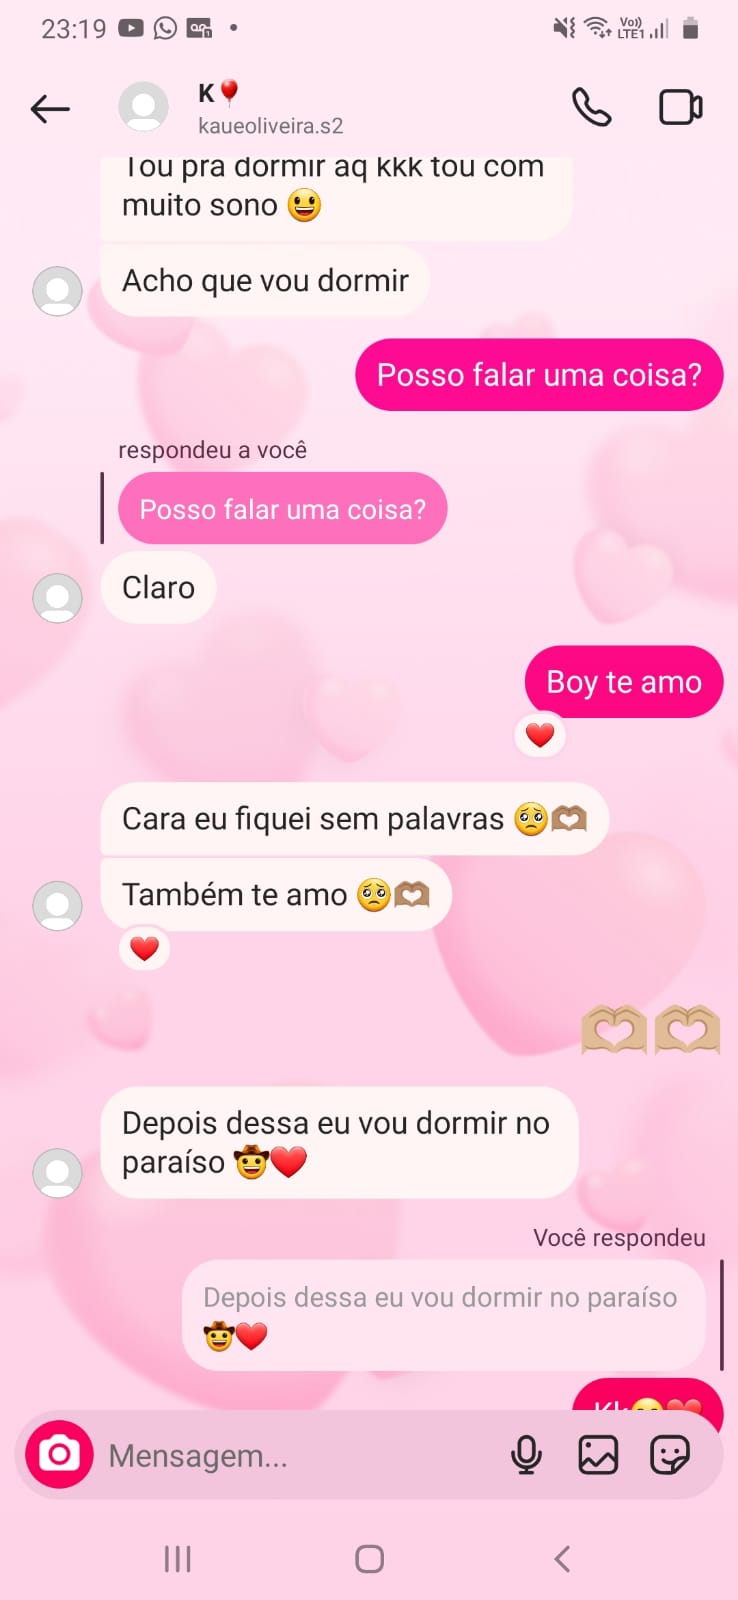 23:19
Vo))
LTE1
K🎈
kaueoliveira.s2
Tou pra dormir aq kkk tou com
muito sono 😃
Acho que vou dormir
Posso falar uma coisa?
respondeu a você
Posso falar uma coisa?
Claro
Boy te amo
❤️
Cara eu fiquei sem palavras 🥺🫶🏽
Também te amo 🥺🫶🏽
❤️
🫶🏼🫶🏼
Depois dessa eu vou dormir no
paraíso 🤠❤️
Você respondeu
Depois dessa eu vou dormir no paraíso
🤠❤️
Mensagem...